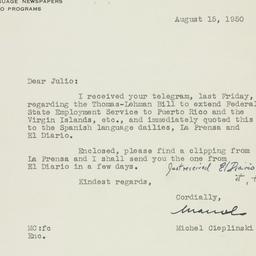 UAGE NEWSPAPERS
O PROGRAMS
August 15, 1950
Dear Julio:
I received your telegram, last Friday,
regarding the Thomas-Lehman Bill to extend Federal
State Employment Service to Puerto Rico and the
Virgin Islands, etc., and immediately quoted this
to the Spanish language dailies, La Prensa and
El Diario.
Enclosed, please find a clipping from
La Prensa and I shall send you the one from
El Diario in a few days. Just received El Diario
Kindest regards,
Cordially,
MC:fc
Michel Cieplinski
Enc.